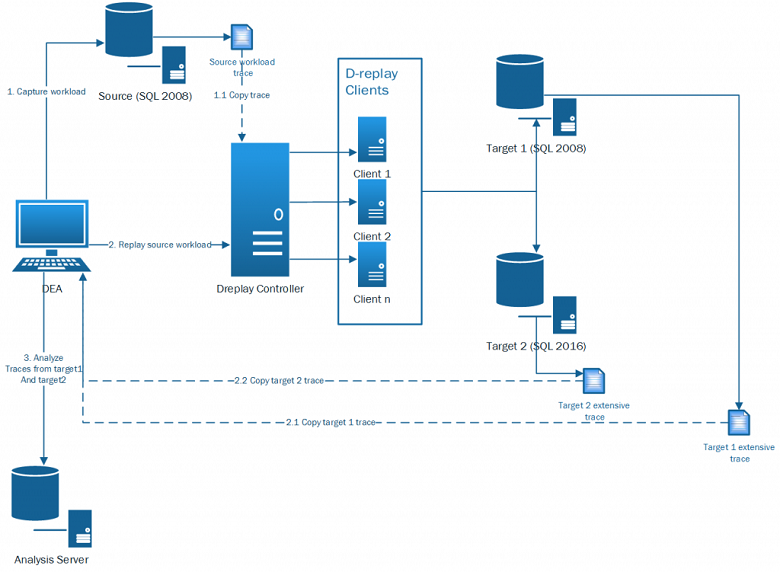 Source workload
trace
D-replay
Clients
1. Capture workload
Source (SQL 2008)
1.1 Copy trace
Target 1 (SQL 2008)
Client 1
Client 2
2. Replay source workload
DEA
Dreplay Controller
Client n
Target 2 (SQL 2016)
3. Analyze
Traces from target1
And target2
2.2 Copy target 2 trace
Target 2 extensive
trace
2.1 Copy target 1 trace
Target 1 extensive
trace
Analysis Server